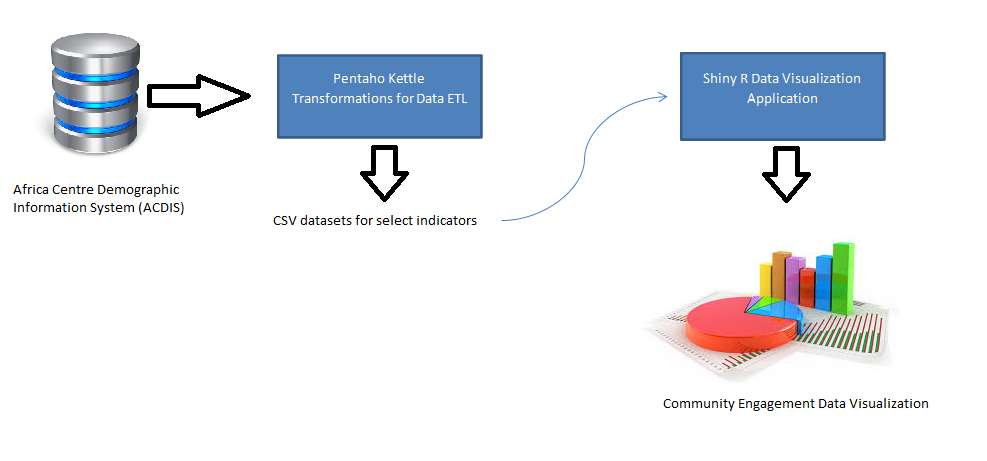 Africa Centre Demographic
Information System (ACDIS)
Pentaho Kettle
Transformations for Data ETL
CSV datasets for select indicators
Shiny R Data Visualization
Application
Community Engagement Data Visualization